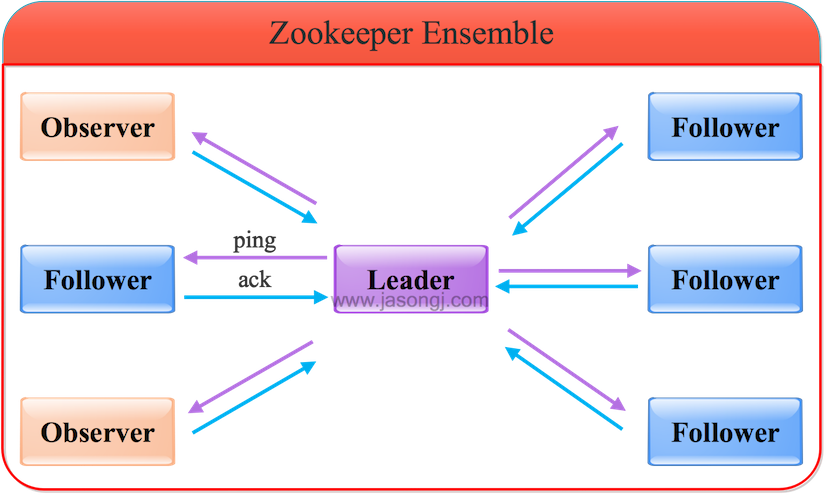 Zookeeper Ensemble
Observer
Follower
ping
Follower
ack
Leader
www.jasongj.com
Follower
Observer
Follower